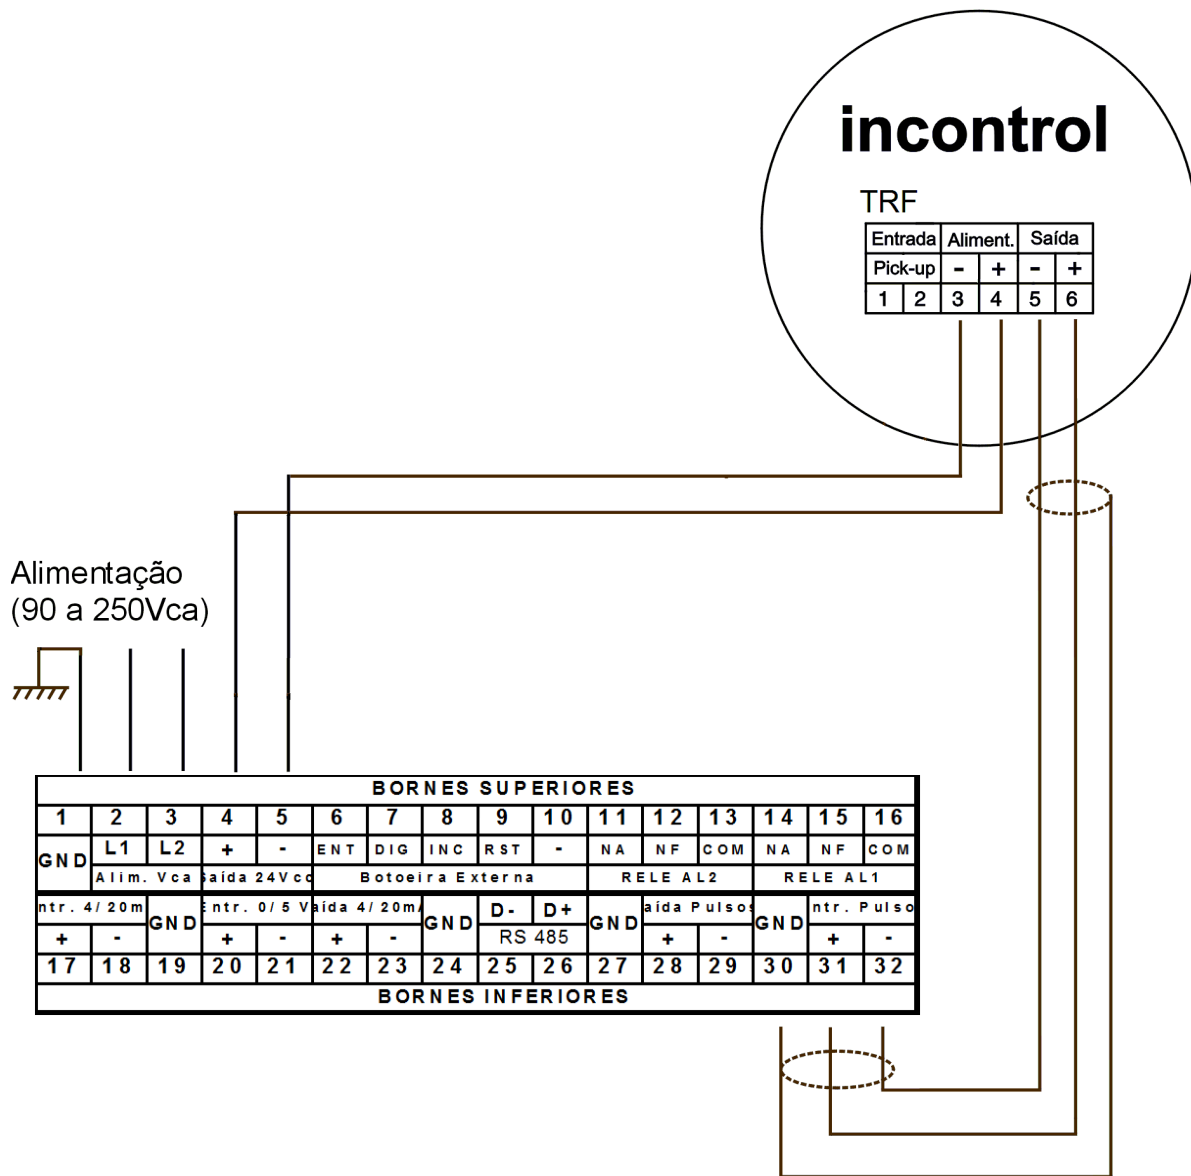 incontrol
TRF
Entrada Aliment. Saída
Pick-up - + - +
1 2 3 4 5 6
Alimentação
(90 a 250Vca)
BORNES SUPERIORES
1 2 3 4 5 6 7 8 9 10 11 12 13 14 15 16
GND L1 L2 + - ENT DIG INC RST - NA NF COM NA NF COM
Alim. Vca saída 24Vcc Botoeira Externa RELE AL2 RELE AL1
ntr. 4/20m GND Entr. 0/5 V aída 4/20mA GND D- D+ GND aída Pulsos GND ntr. Pulso
+ - + - + - RS 485 + - + -
17 18 19 20 21 22 23 24 25 26 27 28 29 30 31 32
BORNES INFERIORES